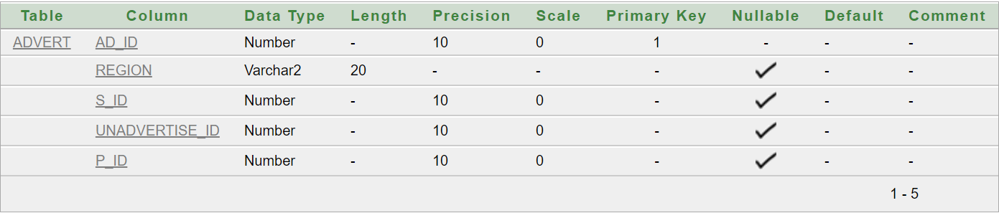 Table Column Data Type Length Precision Scale Primary Key Nullable Default Comment
ADVERT AD_ID Number - 10 0 1 - - -
REGION Varchar2 20 - - - - -
S_ID Number - 10 0 - - -
UNADVERTISE_ID Number - 10 0 - - -
P_ID Number - 10 0 - - -
1 - 5